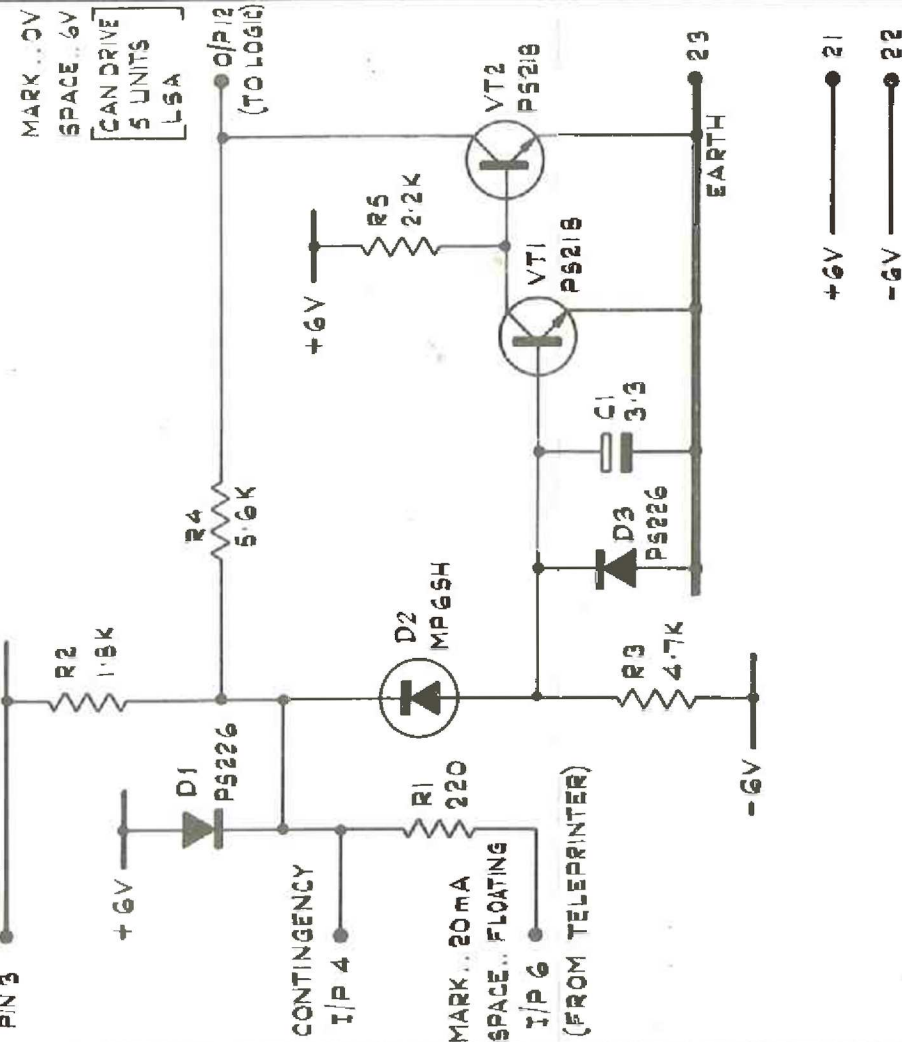 PIN 3
+6V
D1
PS226
R2
1.8K
R4
5.6K
MARK.. 0V
SPACE.. 6V
CAN DRIVE
5 UNITS
LSA
O/P 12
(TO LOGIC)
CONTINGENCY
I/P 4
R1
220
MARK.. 20mA
SPACE.. FLOATING
I/P 6
(FROM TELEPRINTER)
D2
MP6SH
+6V
R5
2.2K
VT1
PS218
VT2
PS218
R3
4.7K
-6V
D3
PS226
C1
3.3
EARTH
23
+6V
21
-6V
22